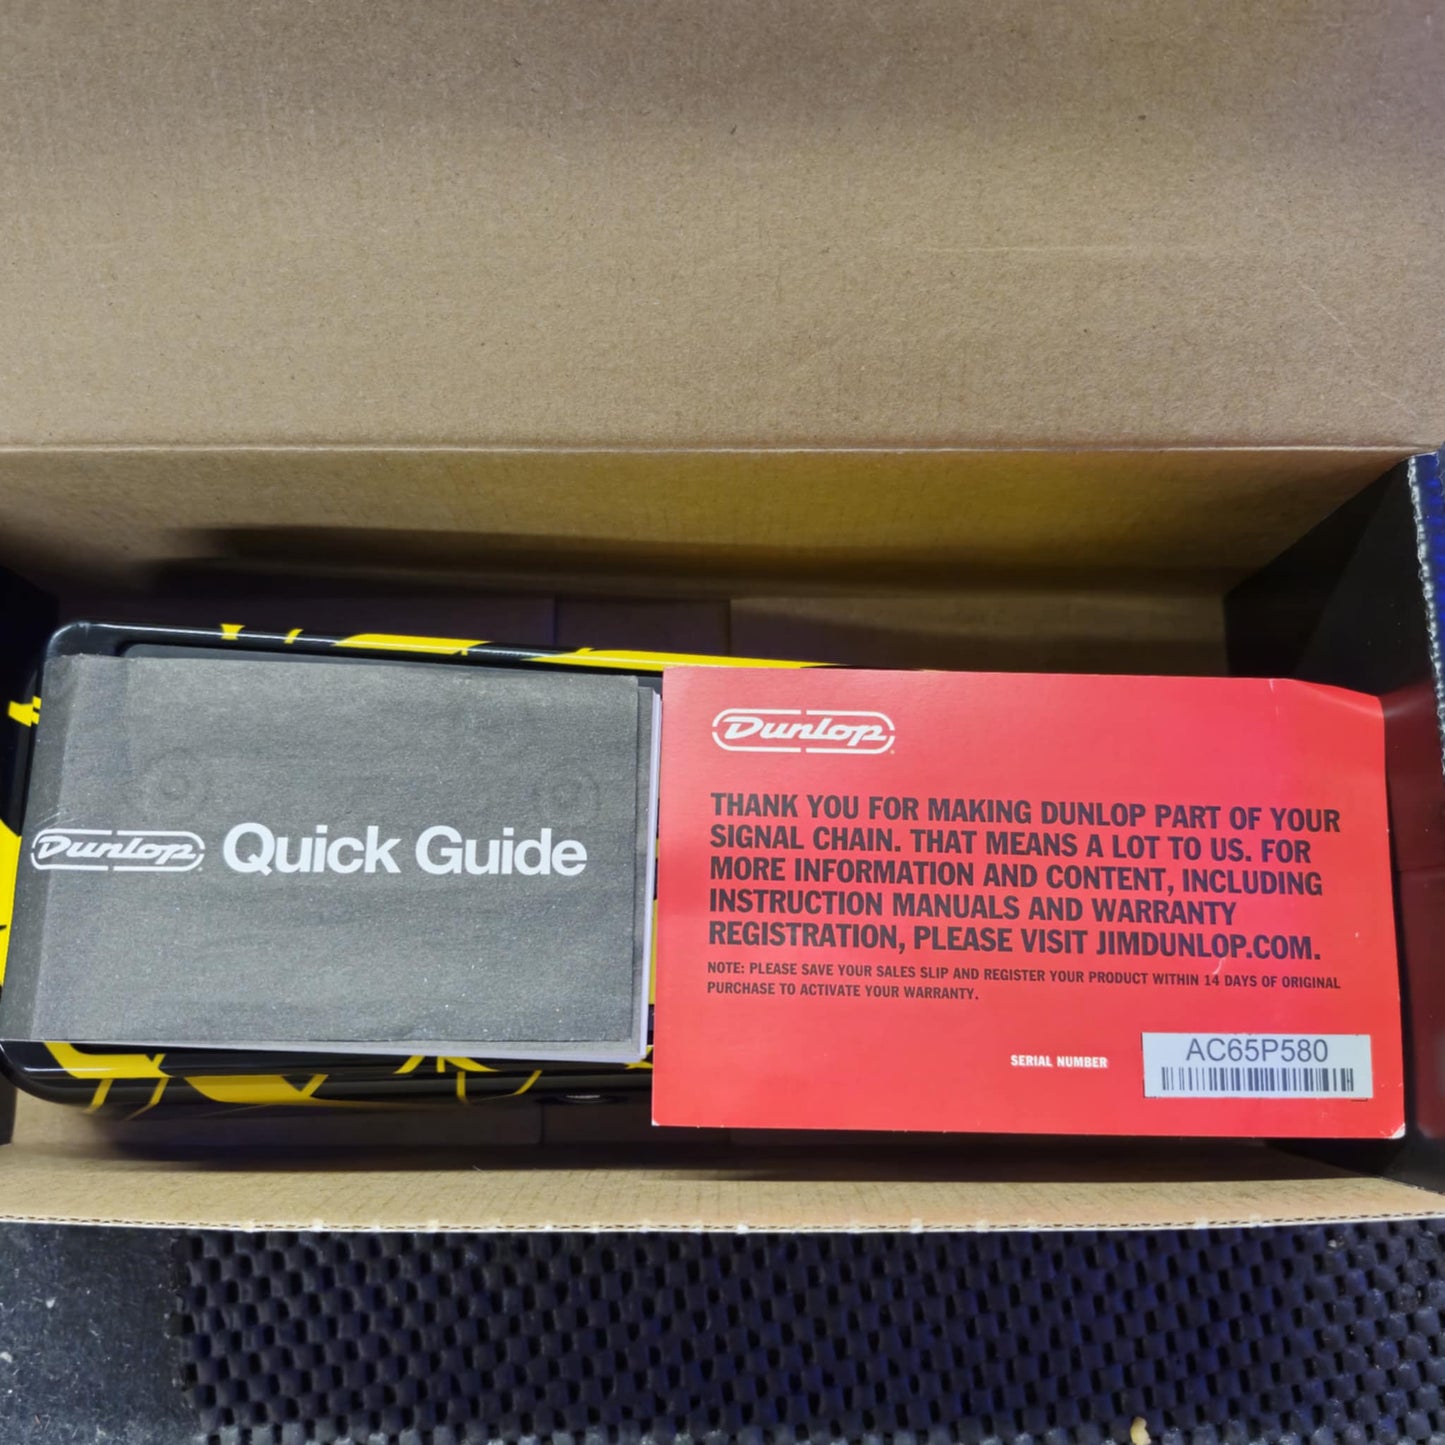 Dunlop Quick Guide
Dunlop
THANK YOU FOR MAKING DUNLOP PART OF YOUR
SIGNAL CHAIN. THAT MEANS A LOT TO US. FOR
MORE INFORMATION AND CONTENT, INCLUDING
INSTRUCTION MANUALS AND WARRANTY
REGISTRATION, PLEASE VISIT JIMDUNLOP.COM.
NOTE: PLEASE SAVE YOUR SALES SLIP AND REGISTER YOUR PRODUCT WITHIN 14 DAYS OF ORIGINAL
PURCHASE TO ACTIVATE YOUR WARRANTY.
SERIAL NUMBER AC65P580